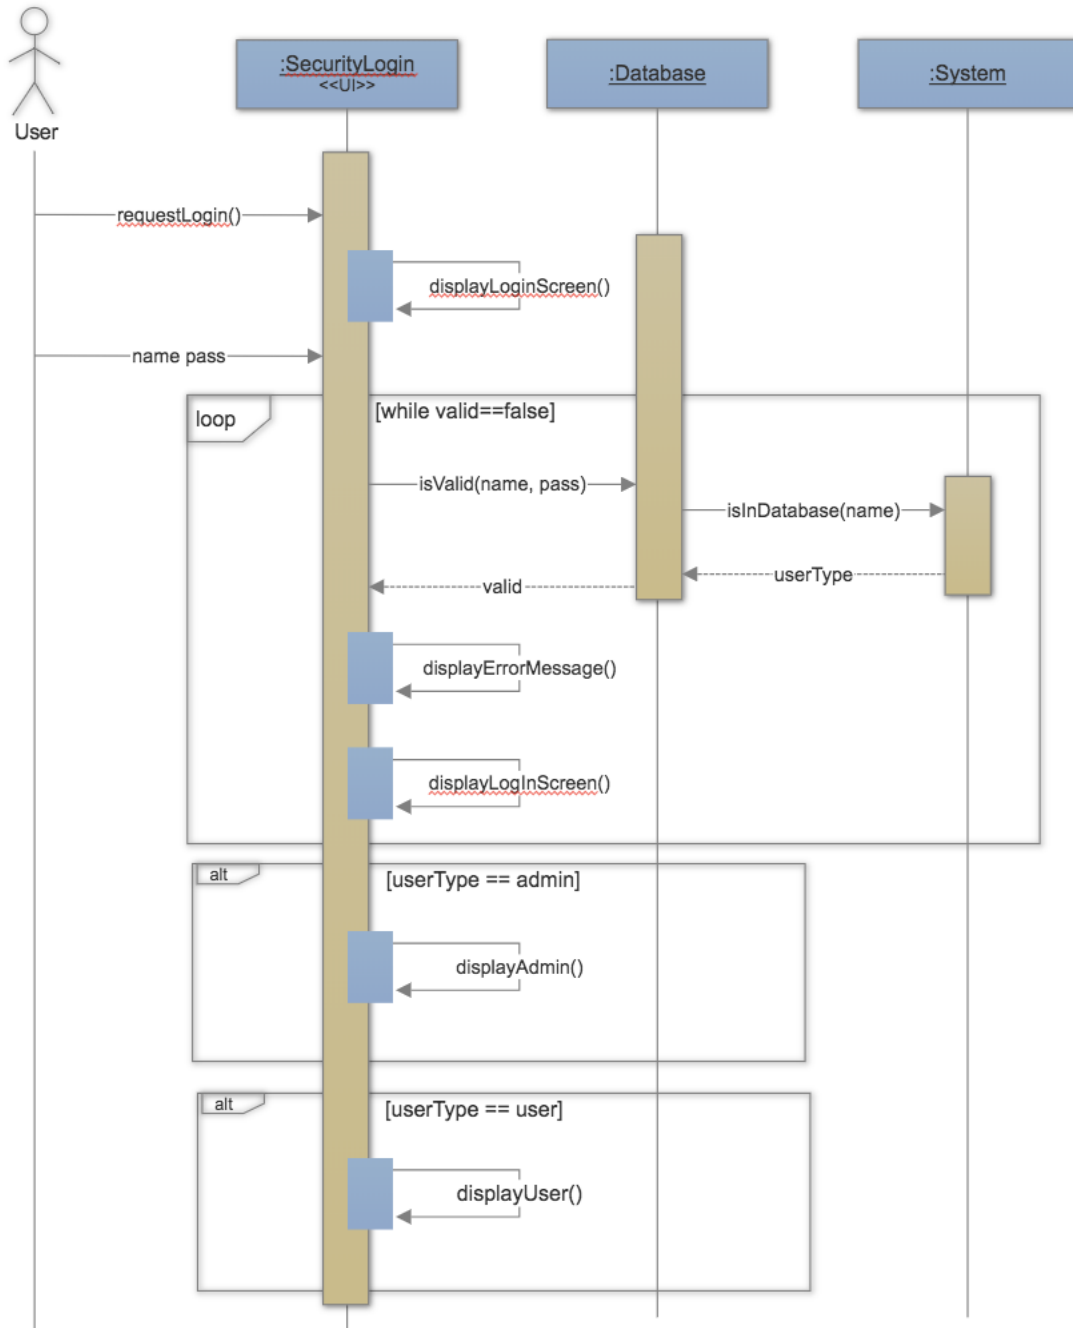 User
:SecurityLogin
<<UI>>
:Database
:System
requestLogin()
displayLoginScreen()
name pass
loop
[while valid==false]
isValid(name, pass)
isInDatabase(name)
userType
valid
displayErrorMessage()
displayLogInScreen()
alt
[userType == admin]
displayAdmin()
alt
[userType == user]
displayUser()